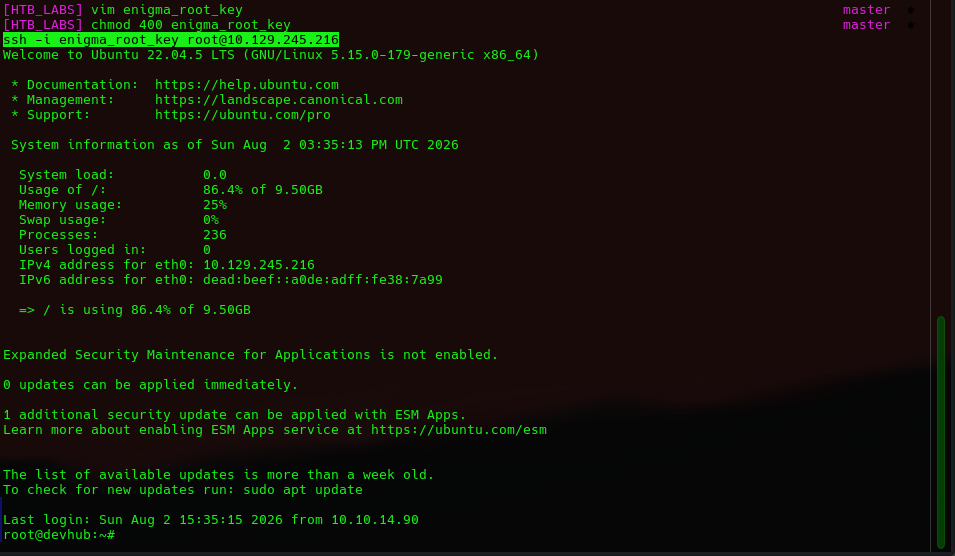 [HTB_LABS] vim enigma_root_key master *
[HTB_LABS] chmod 400 enigma_root_key master *
ssh -i enigma_root_key root@10.129.245.216
Welcome to Ubuntu 22.04.5 LTS (GNU/Linux 5.15.0-179-generic x86_64)
* Documentation: https://help.ubuntu.com
* Management: https://landscape.canonical.com
* Support: https://ubuntu.com/pro
System information as of Sun Aug  2 03:35:13 PM UTC 2026
System load: 0.0
Usage of /: 86.4% of 9.50GB
Memory usage: 25%
Swap usage: 0%
Processes: 236
Users logged in: 0
IPv4 address for eth0: 10.129.245.216
IPv6 address for eth0: dead:beef::a0de:adff:fe38:7a99
=> / is using 86.4% of 9.50GB
Expanded Security Maintenance for Applications is not enabled.
0 updates can be applied immediately.
1 additional security update can be applied with ESM Apps.
Learn more about enabling ESM Apps service at https://ubuntu.com/esm
The list of available updates is more than a week old.
To check for new updates run: sudo apt update
Last login: Sun Aug 2 15:35:15 2026 from 10.10.14.90
root@devhub:~#